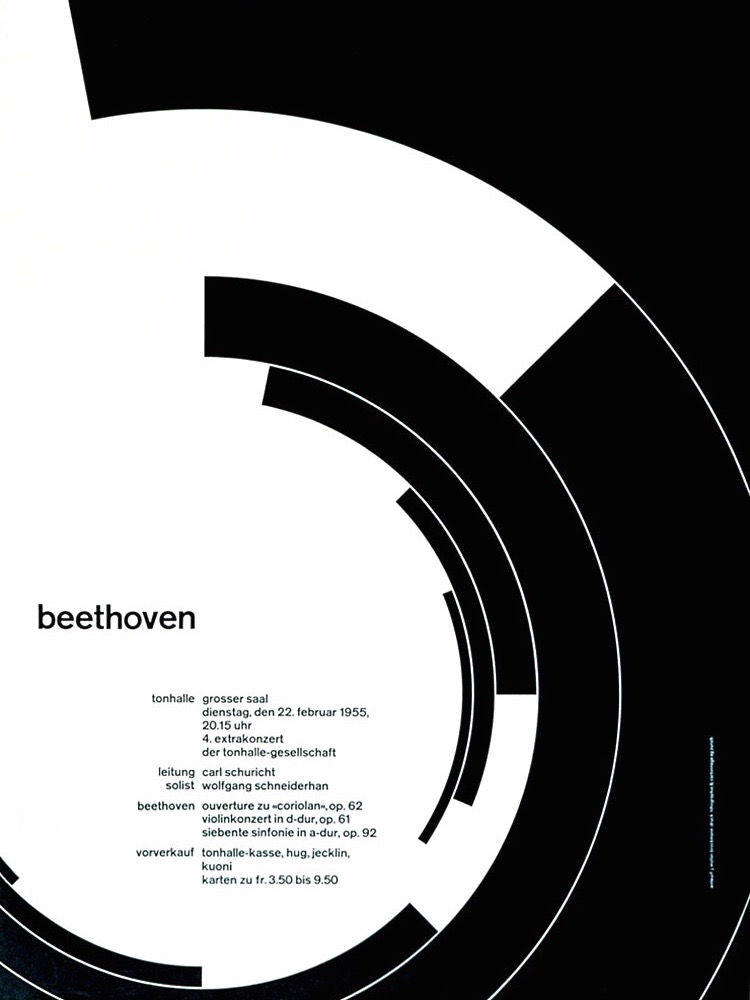 beethoven
tonhalle grosser saal
dienstag, den 22. februar 1955,
20.15 uhr
4. extrakonzert
der tonhalle-gesellschaft
leitung carl schuricht
solist wolfgang schneiderhan
beethoven ouverture zu «coriolan», op. 62
violinkonzert in d-dur, op. 61
siebente sinfonie in a-dur, op. 92
vorverkauf tonhalle-kasse, hug, jecklin,
kuoni
karten zu fr. 3.50 bis 9.50